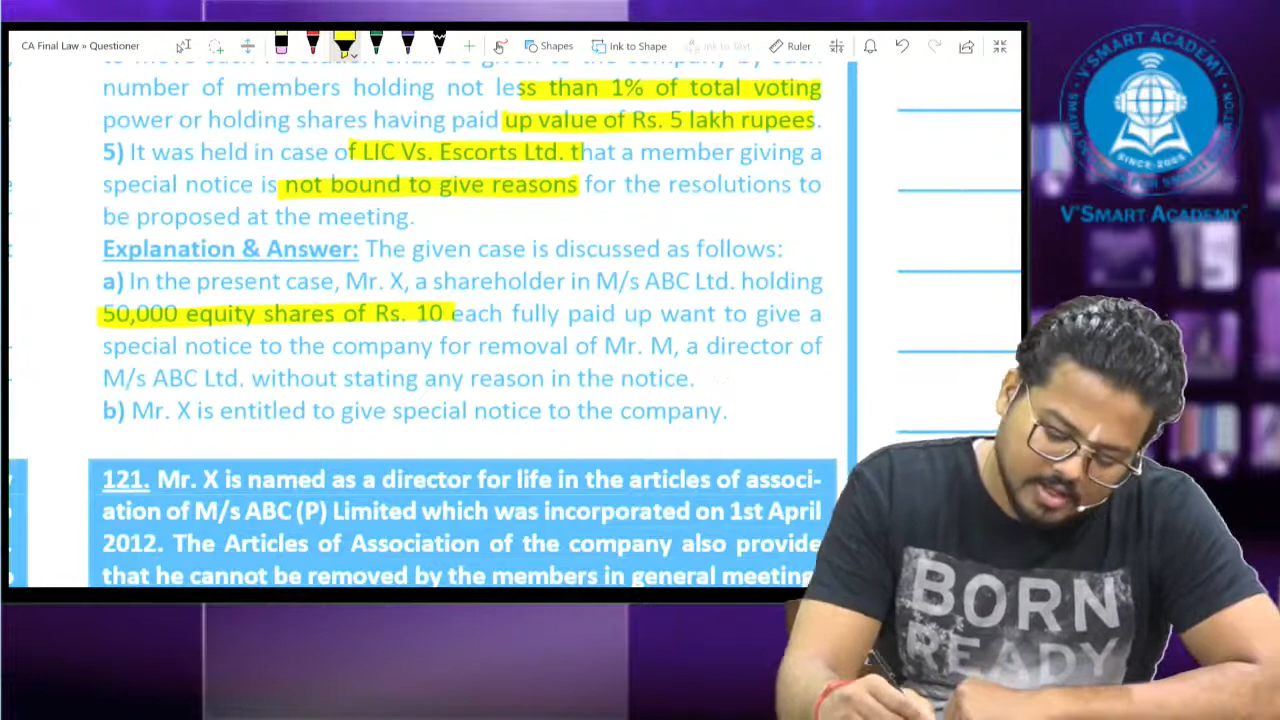 CA Final Law » Questioner
Shapes
Ink to Shape
Ink to Text
Ruler
number of members holding not less than 1% of total voting
power or holding shares having paid up value of Rs. 5 lakh rupees.
5) It was held in case of LIC Vs. Escorts Ltd. that a member giving a
special notice is not bound to give reasons for the resolutions to
be proposed at the meeting.
Explanation & Answer: The given case is discussed as follows:
a) In the present case, Mr. X, a shareholder in M/s ABC Ltd. holding
50,000 equity shares of Rs. 10 each fully paid up want to give a
special notice to the company for removal of Mr. M, a director of
M/s ABC Ltd. without stating any reason in the notice.
b) Mr. X is entitled to give special notice to the company.
121. Mr. X is named as a director for life in the articles of associ-
ation of M/s ABC (P) Limited which was incorporated on 1st April
2012. The Articles of Association of the company also provide
that he cannot be removed by the members in general meeting
V'SMART ACADEMY
SINCE-2005
V'SMART ACADEMY
BORN
READY